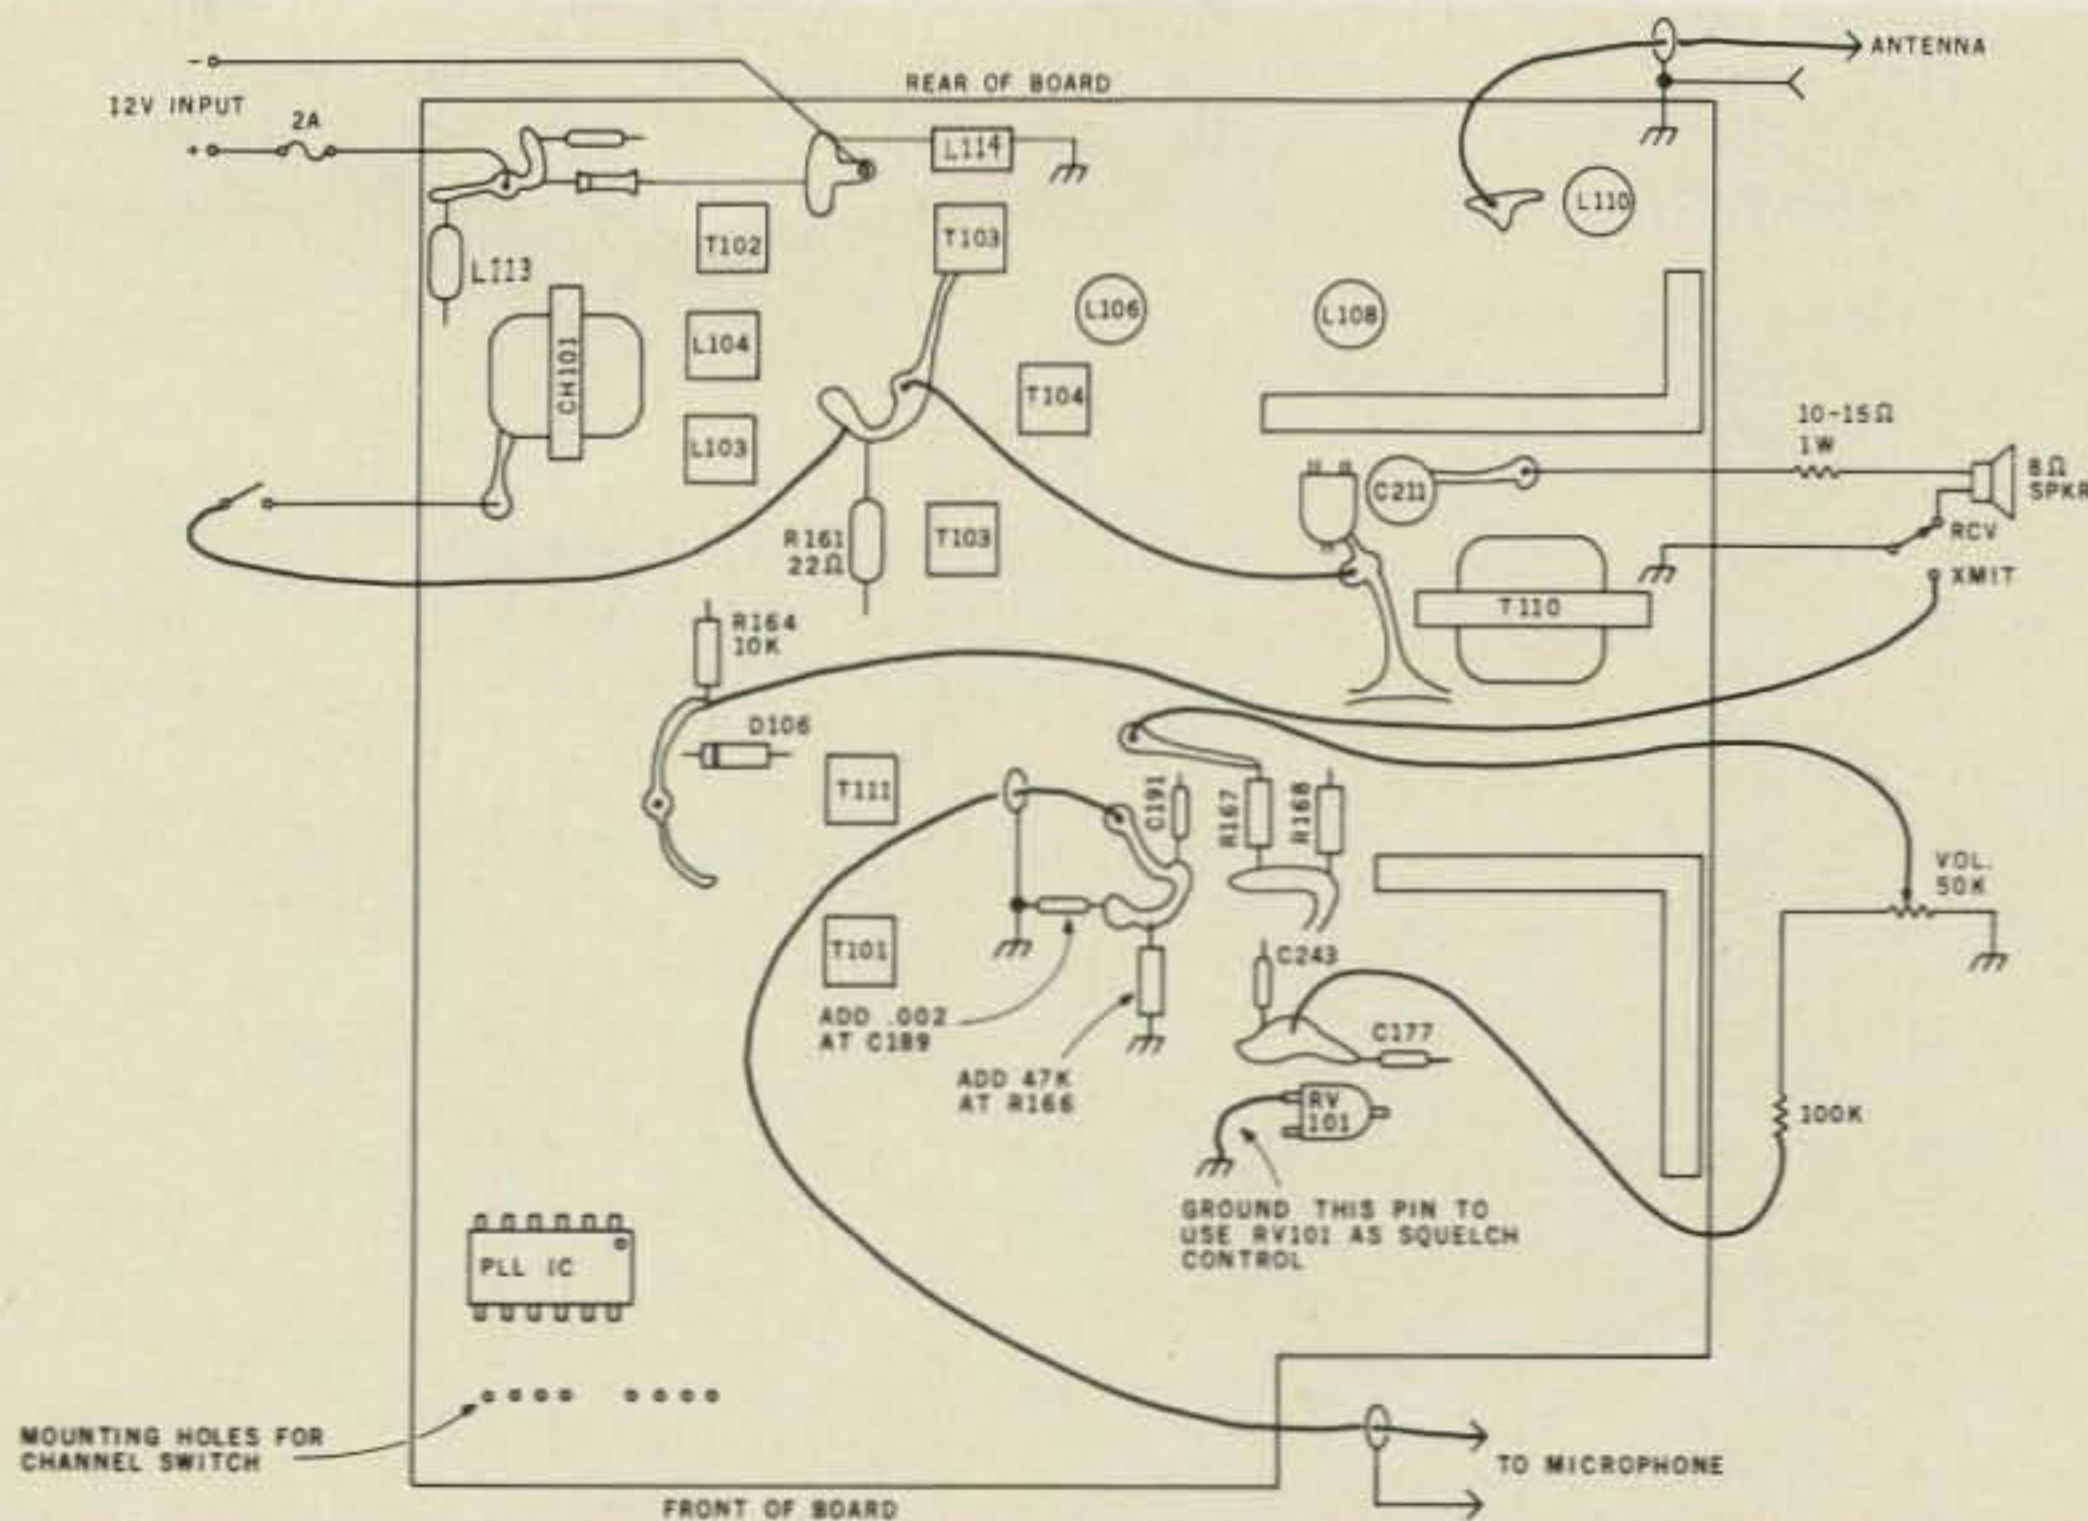 ANTENNA
REAR OF BOARD
12V INPUT
-
+
2A
L114
L110
T102
T103
L113
L106
L108
L104
CH101
T104
L103
10-15Ω
1W
C211
8Ω
SPKR
RCV
XMIT
R161
22Ω
T103
T110
R164
10K
D106
T111
C191
R167
R168
VOL.
50K
T101
C243
ADD .002
AT C189
C177
ADD 47K
AT R166
RV
101
100K
GROUND THIS PIN TO
USE RV101 AS SQUELCH
CONTROL
PLL IC
MOUNTING HOLES FOR
CHANNEL SWITCH
TO MICROPHONE
FRONT OF BOARD